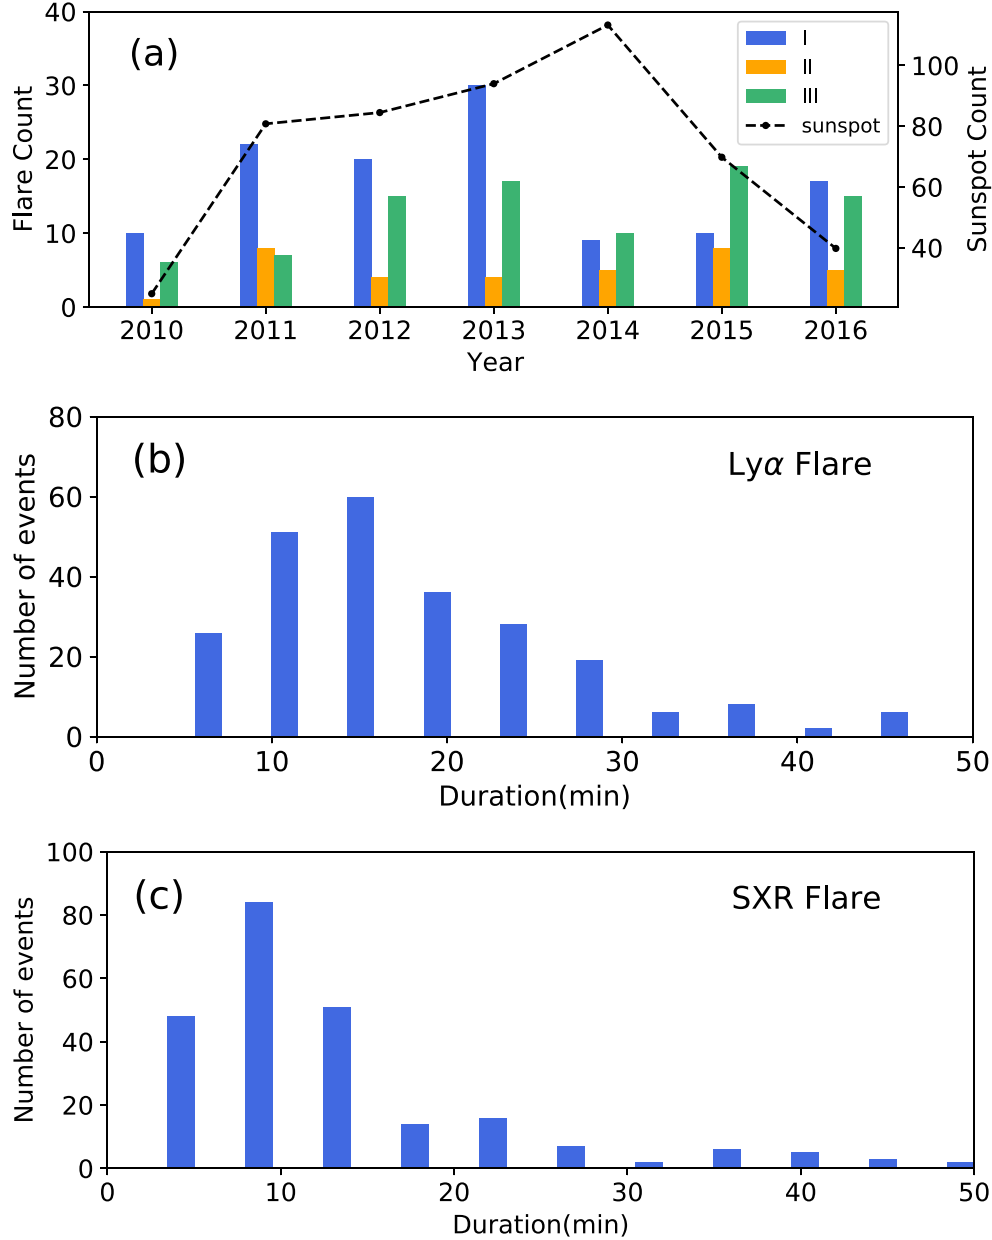 (a)
40
30
20
10
0
Flare Count
I
II
III
sunspot
100
80
60
40
Sunspot Count
2010 2011 2012 2013 2014 2015 2016
Year
(b)
Lyα Flare
80
60
40
20
0
Number of events
0 10 20 30 40 50
Duration(min)
(c)
SXR Flare
100
80
60
40
20
0
Number of events
0 10 20 30 40 50
Duration(min)